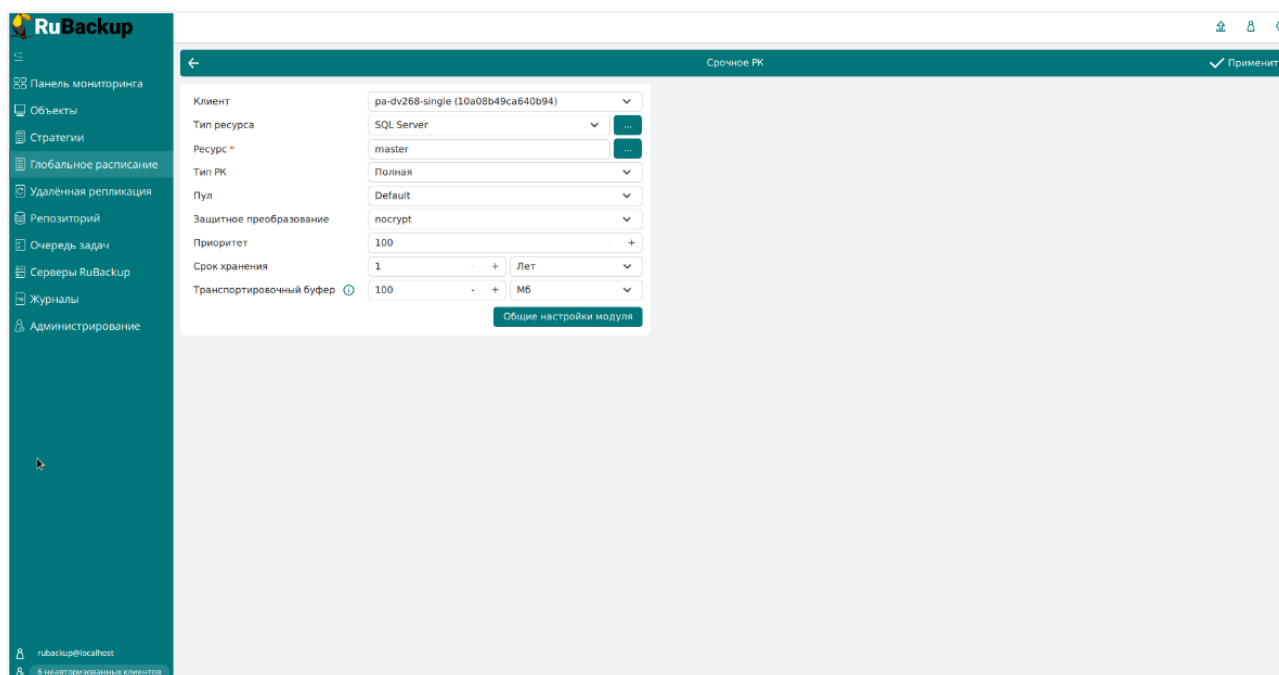 RuBackup
Панель мониторинга
Объекты
Стратегии
Глобальное расписание
Удалённая репликация
Репозиторий
Очередь задач
Серверы RuBackup
Журналы
Администрирование
rubackup@localhost
6 неавторизованных клиентов
Срочное РК
Применит
Клиент pa-dv268-single (10a08b49ca640b94)
Тип ресурса SQL Server ...
Ресурс * master ...
Тип РК Полная
Пул Default
Защитное преобразование nocrypt
Приоритет 100 - +
Срок хранения 1 - + Лет
Транспортировочный буфер 100 - + Мб
Общие настройки модуля